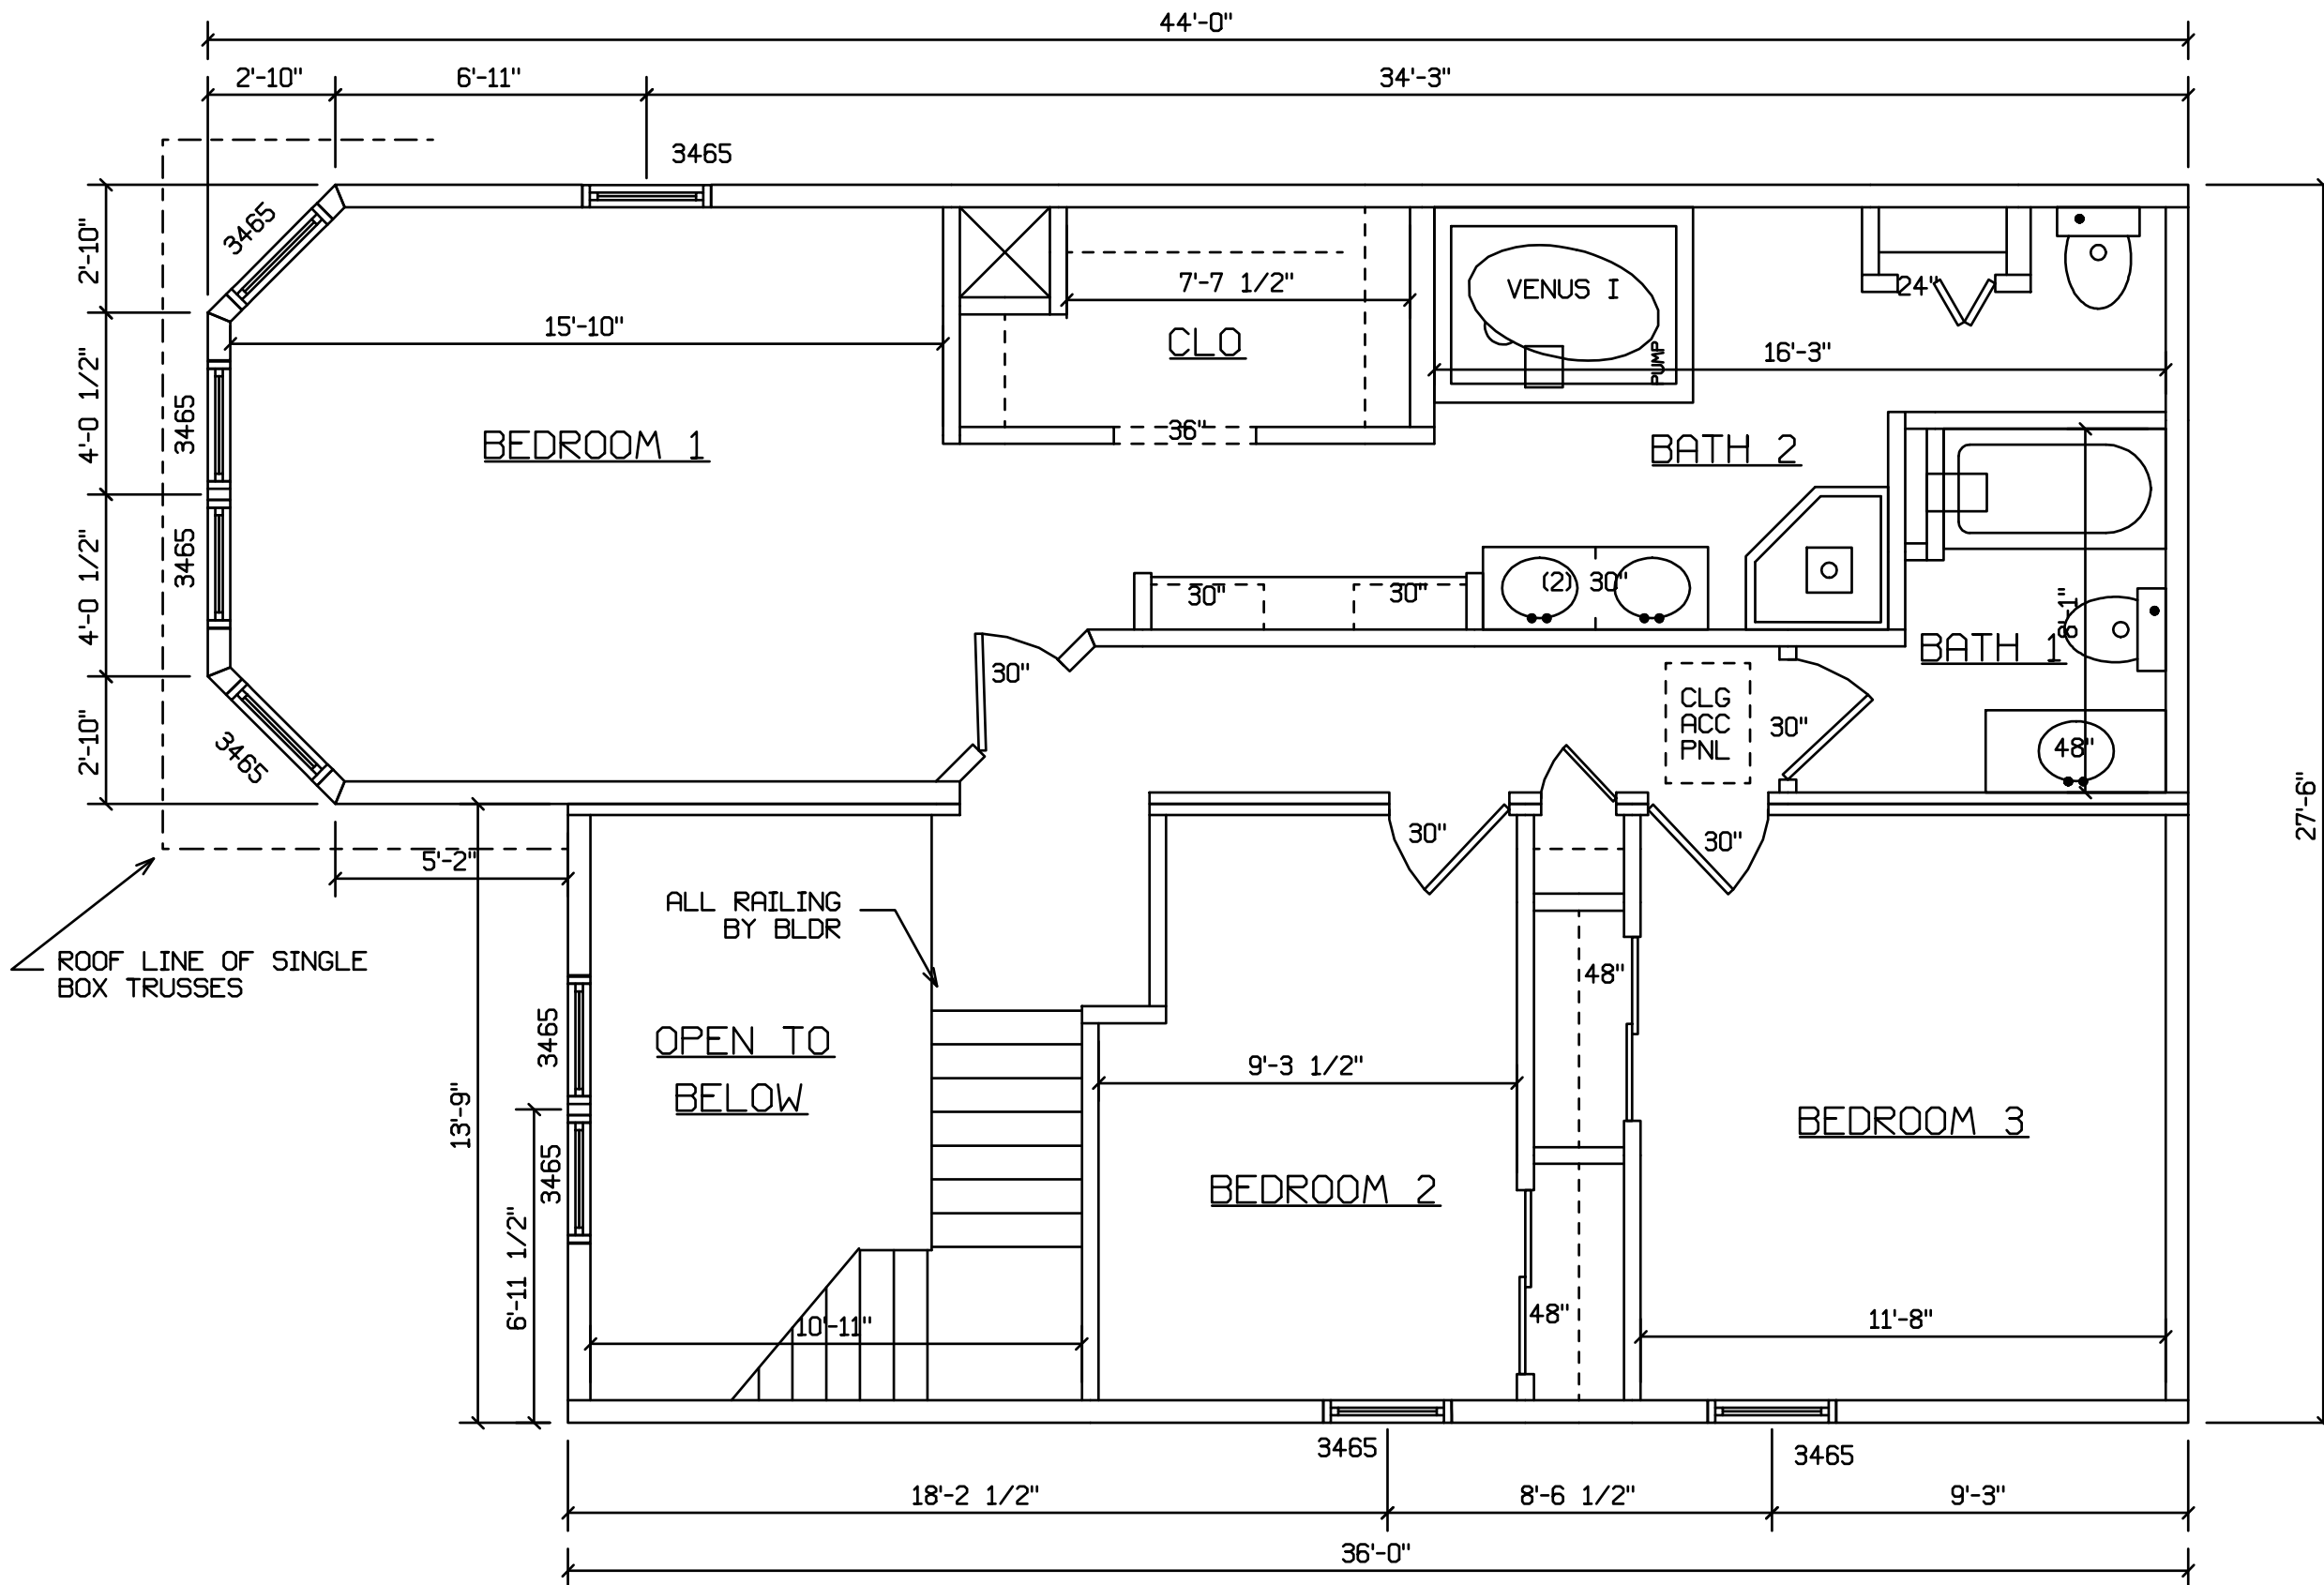 44'-0"
2'-10"
6'-11"
34'-3"
3465
3465
2'-10"
7'-7 1/2"
VENUS I
24"
15'-10"
CLO
PUMP
16'-3"
4'-0 1/2"
3465
BEDROOM 1
36"
BATH 2
4'-0 1/2"
3465
30"
30"
(2) 30"
8'-1"
BATH 1
30"
CLG
ACC
PNL
30"
48"
2'-10"
3465
27'-6"
30"
30"
5'-2"
ALL RAILING
BY BLDR
ROOF LINE OF SINGLE
BOX TRUSSES
48"
3465
OPEN TO
BELOW
9'-3 1/2"
13'-9"
BEDROOM 3
3465
BEDROOM 2
6'-11 1/2"
48"
10'-11"
11'-8"
3465
3465
18'-2 1/2"
8'-6 1/2"
9'-3"
36'-0"